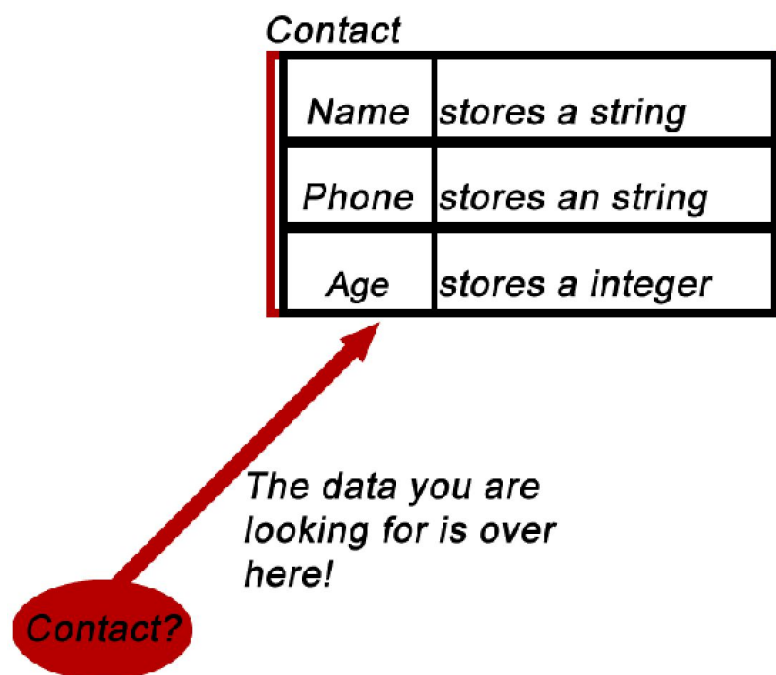 Contact
Name stores a string
Phone stores an string
Age stores a integer
The data you are
looking for is over
here!
Contact?